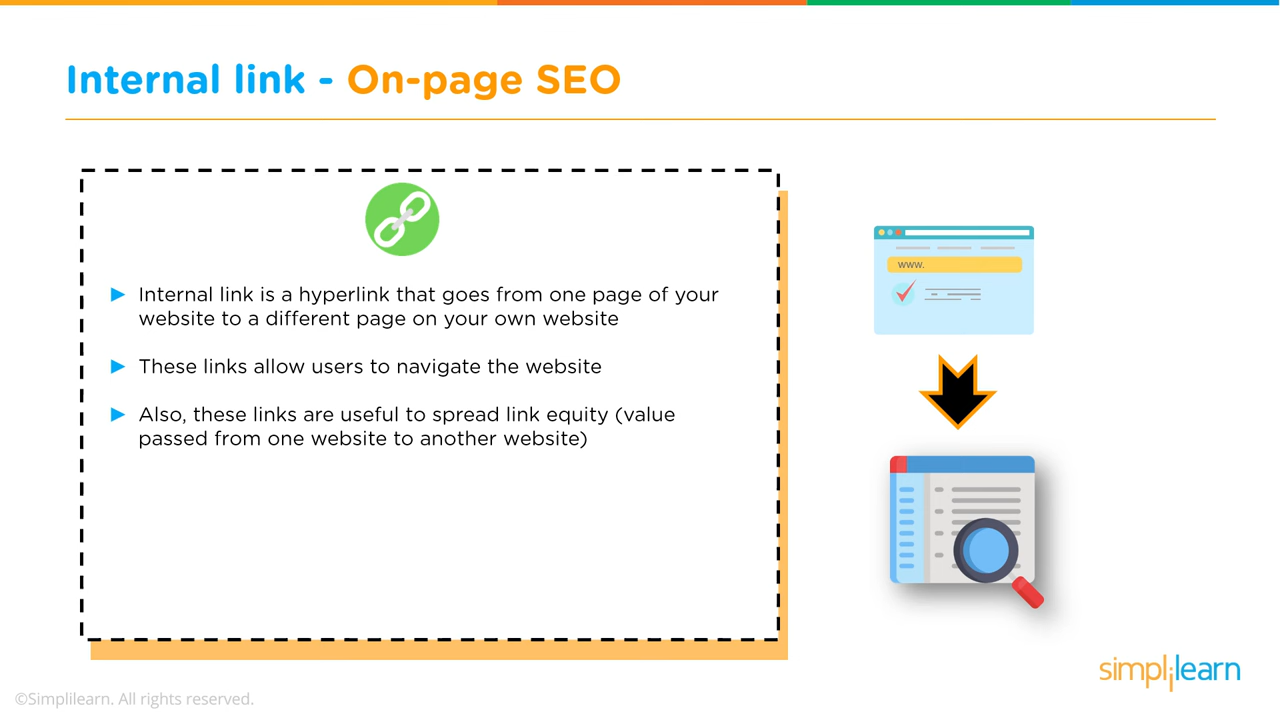 Internal link - On-page SEO
Internal link is a hyperlink that goes from one page of your
website to a different page on your own website
These links allow users to navigate the website
Also, these links are useful to spread link equity (value
passed from one website to another website)
www.
simplilearn
©Simplilearn. All rights reserved.